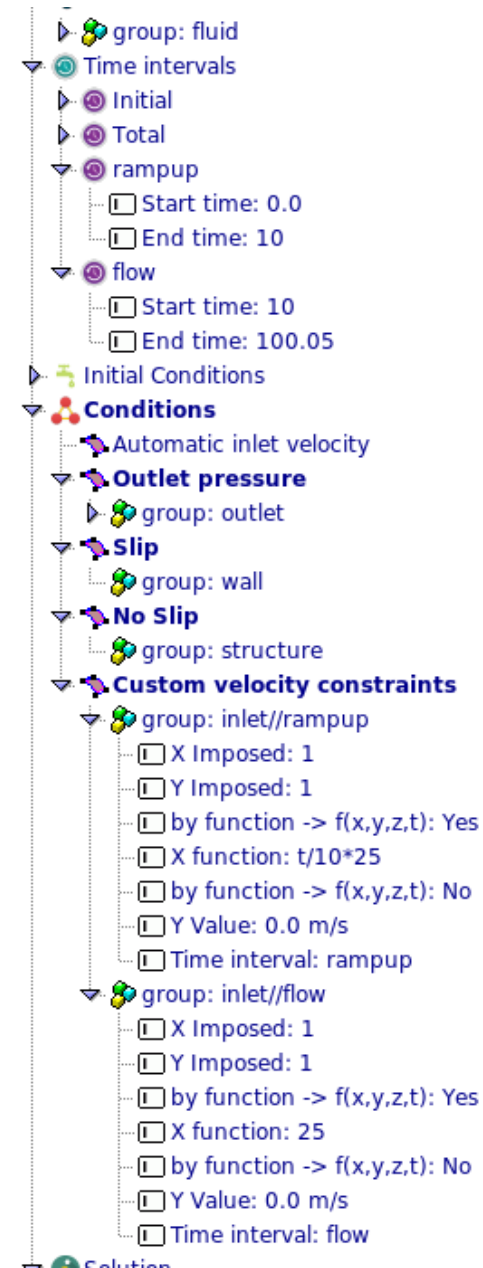 group: fluid
Time intervals
Initial
Total
rampup
Start time: 0.0
End time: 10
flow
Start time: 10
End time: 100.05
Initial Conditions
Conditions
Automatic inlet velocity
Outlet pressure
group: outlet
Slip
group: wall
No Slip
group: structure
Custom velocity constraints
group: inlet//rampup
X Imposed: 1
Y Imposed: 1
by function -> f(x,y,z,t): Yes
X function: t/10*25
by function -> f(x,y,z,t): No
Y Value: 0.0 m/s
Time interval: rampup
group: inlet//flow
X Imposed: 1
Y Imposed: 1
by function -> f(x,y,z,t): Yes
X function: 25
by function -> f(x,y,z,t): No
Y Value: 0.0 m/s
Time interval: flow
Solution